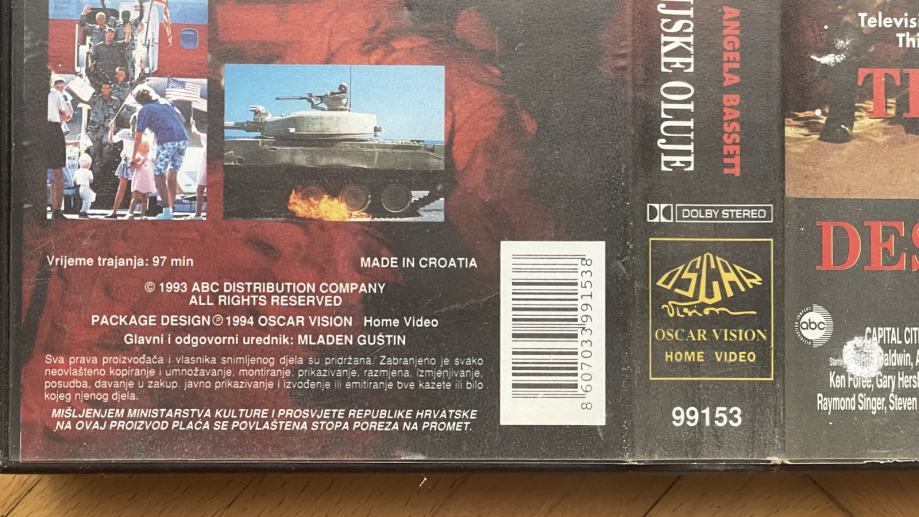 Vrijeme trajanja: 97 min
MADE IN CROATIA
© 1993 ABC DISTRIBUTION COMPANY
ALL RIGHTS RESERVED
PACKAGE DESIGN ℗ 1994 OSCAR VISION Home Video
Glavni i odgovorni urednik: MLADEN GUŠTIN
Sva prava proizvođača i vlasnika snimljenog djela su pridržana. Zabranjeno je svako
neovlašteno kopiranje i umnožavanje, montiranje, prikazivanje, razmjena, izmjenjivanje,
posudba, davanje u zakup, javno prikazivanje i izvođenje ili emitiranje bve kazete ili bilo
kojeg njenog djela.
MIŠLJENJEM MINISTARSTVA KULTURE I PROSVJETE REPUBLIKE HRVATSKE
NA OVAJ PROIZVOD PLAĆA SE POVLAŠTENA STOPA POREZA NA PROMET.
8 607033 991538
JSKE OLUJE
ANGELA BASSETT
DOLBY STEREO
OSCAR
Vision
OSCAR VISION
HOME VIDEO
99153
Televis
Thi
DES
abc
CAPITAL CIT
aldwin,
Ken Foree, Gary Hersh
Raymond Singer, Steven